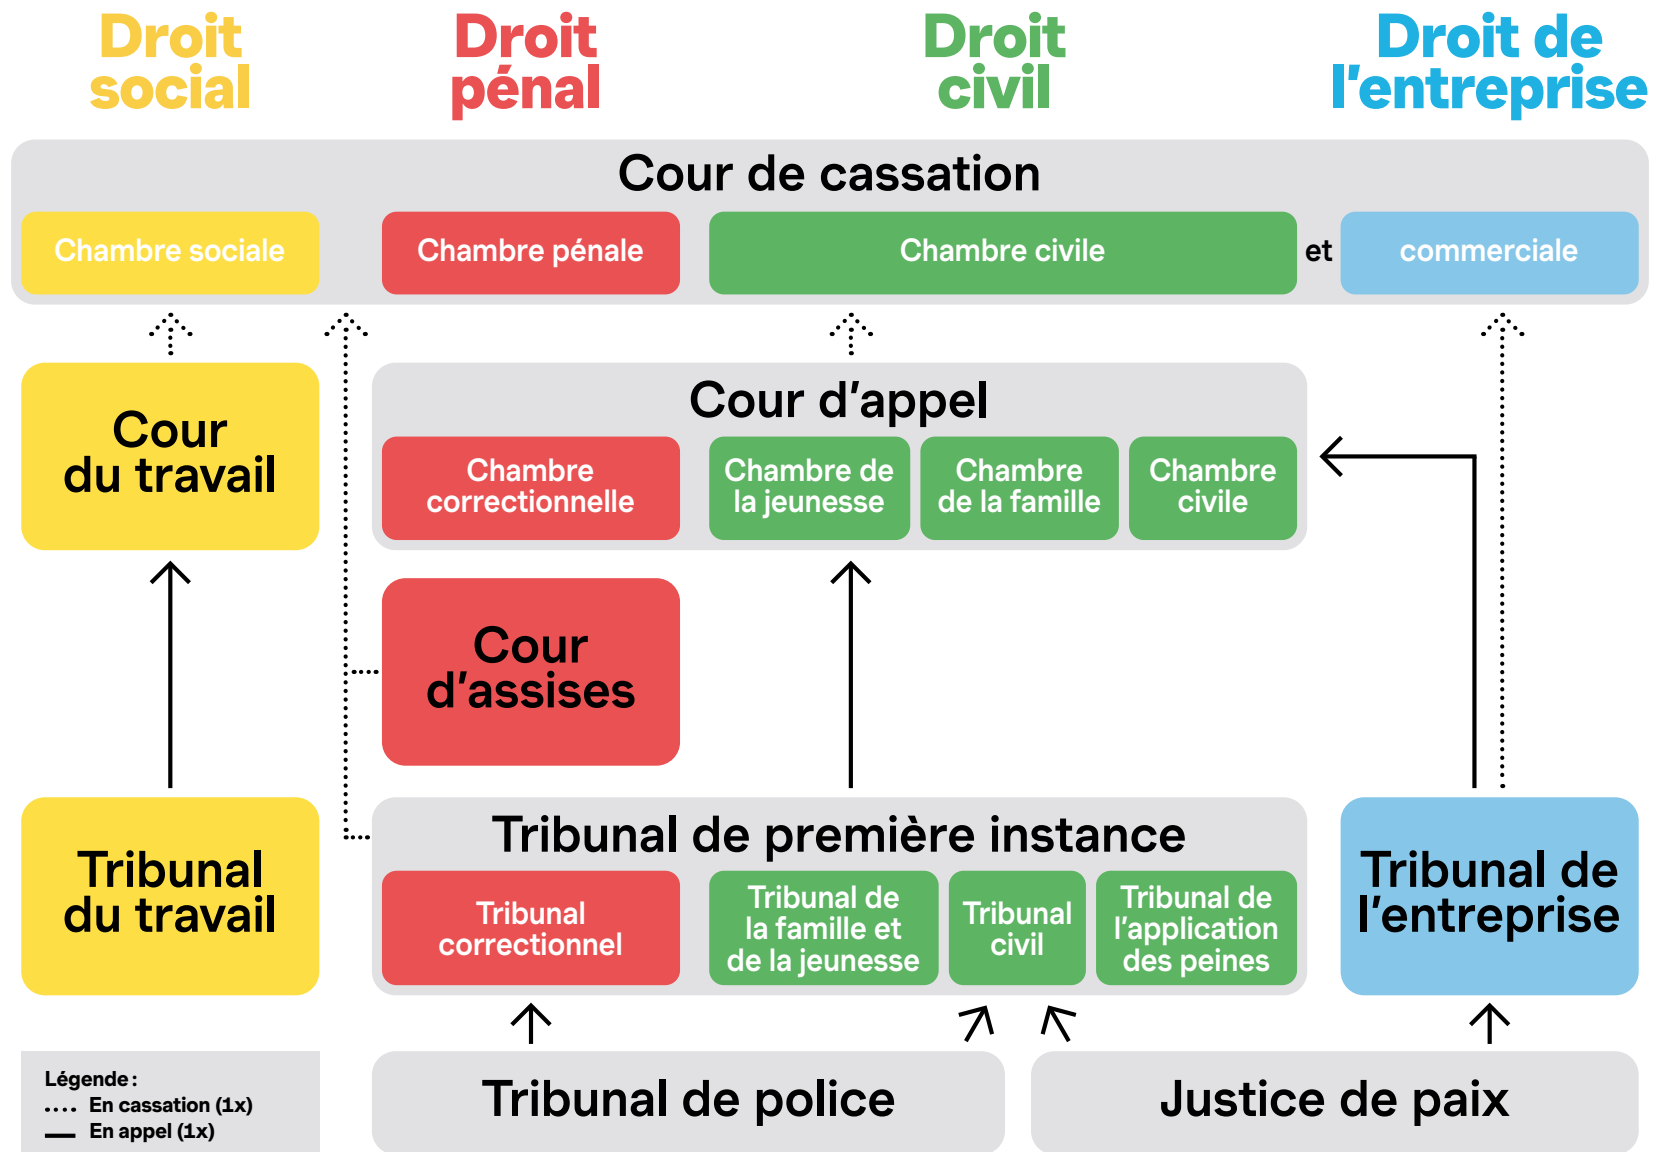 Droit
social
Droit
pénal
Droit
civil
Droit de
l'entreprise
Cour de cassation
Chambre sociale
Chambre pénale
Chambre civile
et
commerciale
Cour
du travail
Cour d'appel
Chambre
correctionnelle
Chambre de
la jeunesse
Chambre
de la famille
Chambre
civile
Cour
d'assises
Tribunal
du travail
Tribunal de première instance
Tribunal
correctionnel
Tribunal de
la famille et
de la jeunesse
Tribunal
civil
Tribunal de
l'application
des peines
Tribunal de
l'entreprise
Tribunal de police
Justice de paix
Légende :
En cassation (1x)
En appel (1x)